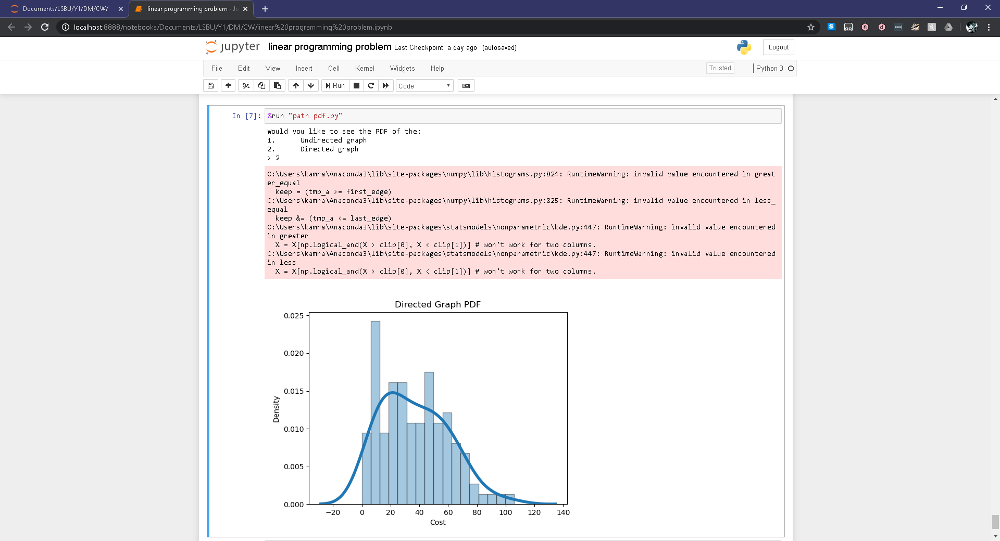 Documents/LSBU/Y1/DM/CW/
linear programming problem - Ju
localhost:8888/notebooks/Documents/LSBU/Y1/DM/CW/linear%20programming%20problem.ipynb
jupyter linear programming problem Last Checkpoint: a day ago (autosaved)
Logout
File Edit View Insert Cell Kernel Widgets Help
Trusted
Python 3
Run
Code
In [7]: %run "path pdf.py"
Would you like to see the PDF of the:
1. Undirected graph
2. Directed graph
> 2
C:\Users\kamra\Anaconda3\lib\site-packages\numpy\lib\histograms.py:824: RuntimeWarning: invalid value encountered in great
er_equal
keep = (tmp_a >= first_edge)
C:\Users\kamra\Anaconda3\lib\site-packages\numpy\lib\histograms.py:825: RuntimeWarning: invalid value encountered in less_
equal
keep &= (tmp_a <= last_edge)
C:\Users\kamra\Anaconda3\lib\site-packages\statsmodels\nonparametric\kde.py:447: RuntimeWarning: invalid value encountered
in greater
X = X[np.logical_and(X > clip[0], X < clip[1])] # won't work for two columns.
C:\Users\kamra\Anaconda3\lib\site-packages\statsmodels\nonparametric\kde.py:447: RuntimeWarning: invalid value encountered
in less
X = X[np.logical_and(X > clip[0], X < clip[1])] # won't work for two columns.
Directed Graph PDF
0.025
0.020
0.015
0.010
0.005
0.000
Density
−20 0 20 40 60 80 100 120 140
Cost